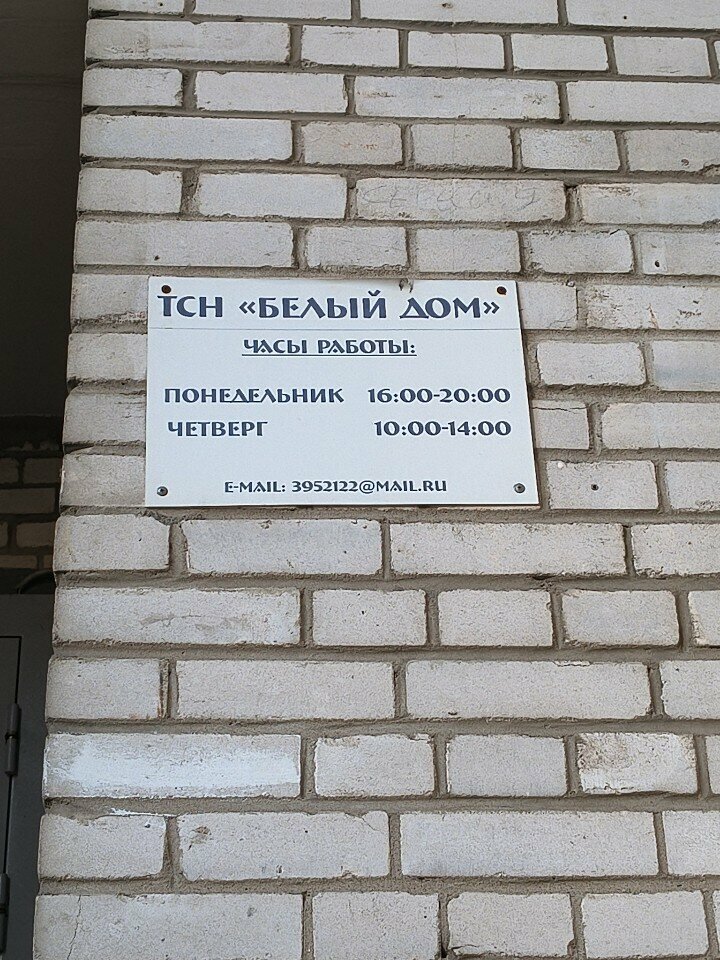 ТСН «БЕЛЫЙ ДОМ»
ЧАСЫ РАБОТЫ:
ПОНЕДЕЛЬНИК 16:00-20:00
ЧЕТВЕРГ 10:00-14:00
E-MAIL: 3952122@MAIL.RU